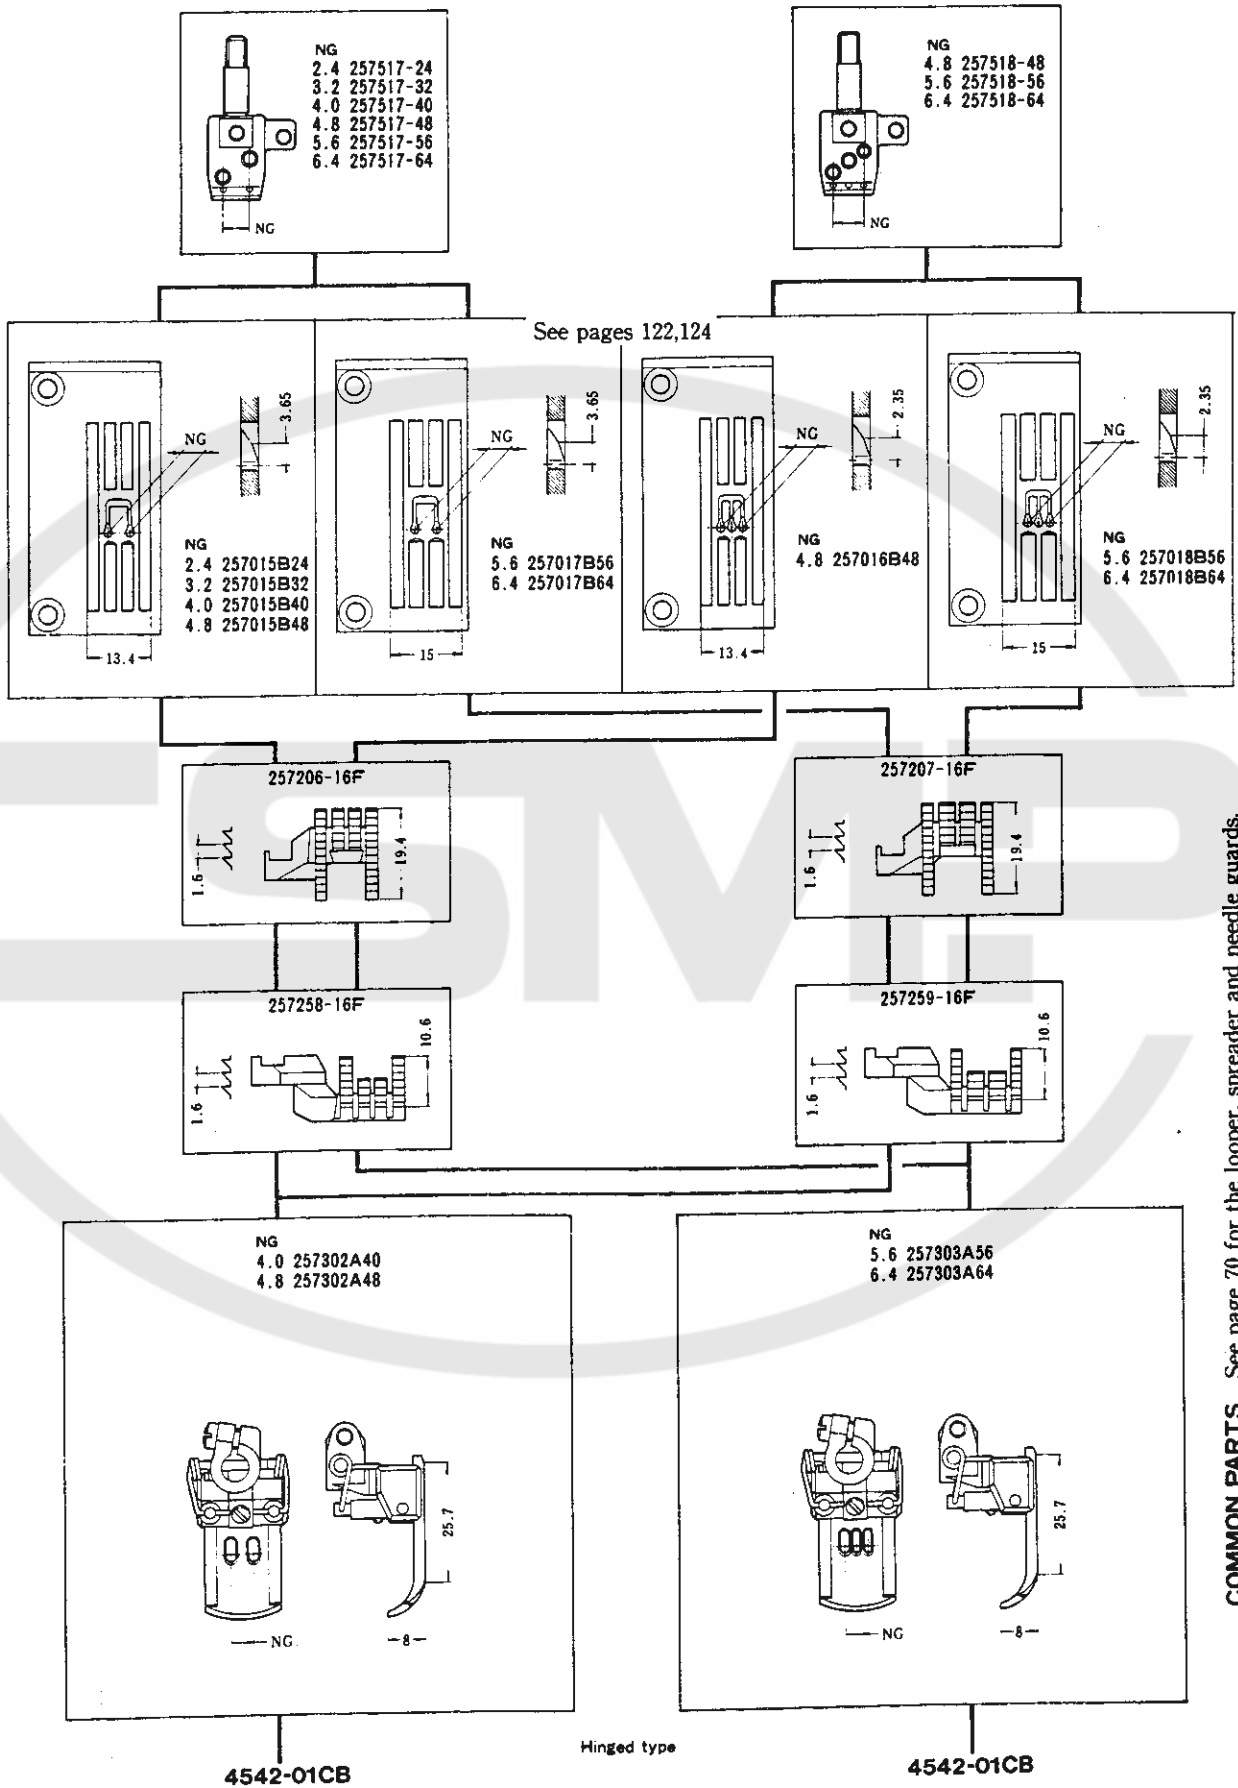 NG
2.4 257517-24
3.2 257517-32
4.0 257517-40
4.8 257517-48
5.6 257517-56
6.4 257517-64
NG
NG
4.8 257518-48
5.6 257518-56
6.4 257518-64
NG
See pages 122,124
3.65
NG
NG
2.4 257015B24
3.2 257015B32
4.0 257015B40
4.8 257015B48
13.4
3.65
NG
NG
5.6 257017B56
6.4 257017B64
15
2.35
NG
NG
4.8 257016B48
13.4
2.35
NG
NG
5.6 257018B56
6.4 257018B64
15
257206-16F
1.6
19.4
257207-16F
1.6
19.4
257258-16F
1.6
10.6
257259-16F
1.6
10.6
NG
4.0 257302A40
4.8 257302A48
25.7
NG
8
NG
5.6 257303A56
6.4 257303A64
25.7
NG
8
Hinged type
4542-01CB
4542-01CB
COMMON PARTS See page 70 for the looper, spreader and needle guards.
SMP